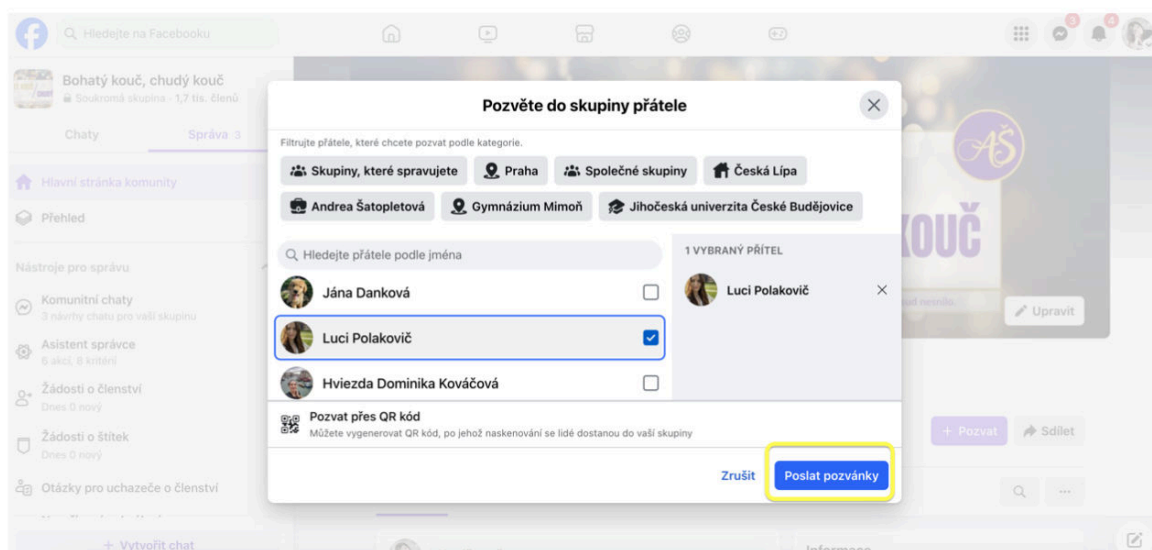 Hledejte na Facebooku
3
4
Bohatý kouč, chudý kouč
Soukromá skupina · 1,7 tis. členů
Chaty
Správa 3
Hlavní stránka komunity
Přehled
Nástroje pro správu
Komunitní chaty
3 návrhy chatu pro vaši skupinu
Asistent správce
6 akcí, 8 kritérií
Žádosti o členství
Dnes 0 nový
Žádosti o štítek
Dnes 0 nový
Otázky pro uchazeče o členství
+ Vytvořit chat
Pozvěte do skupiny přátele
Filtrujte přátele, které chcete pozvat podle kategorie.
Skupiny, které spravujete
Praha
Společné skupiny
Česká Lípa
Andrea Šatopletová
Gymnázium Mimoň
Jihočeská univerzita České Budějovice
Hledejte přátele podle jména
1 VYBRANÝ PŘÍTEL
Jána Danková
Luci Polakovič
Luci Polakovič
Hviezda Dominika Kováčová
Pozvat přes QR kód
Můžete vygenerovat QR kód, po jehož naskenování se lidé dostanou do vaší skupiny
Zrušit
Poslat pozvánky
AŠ
KOUČ
Upravit
+ Pozvat
Sdílet
Informace